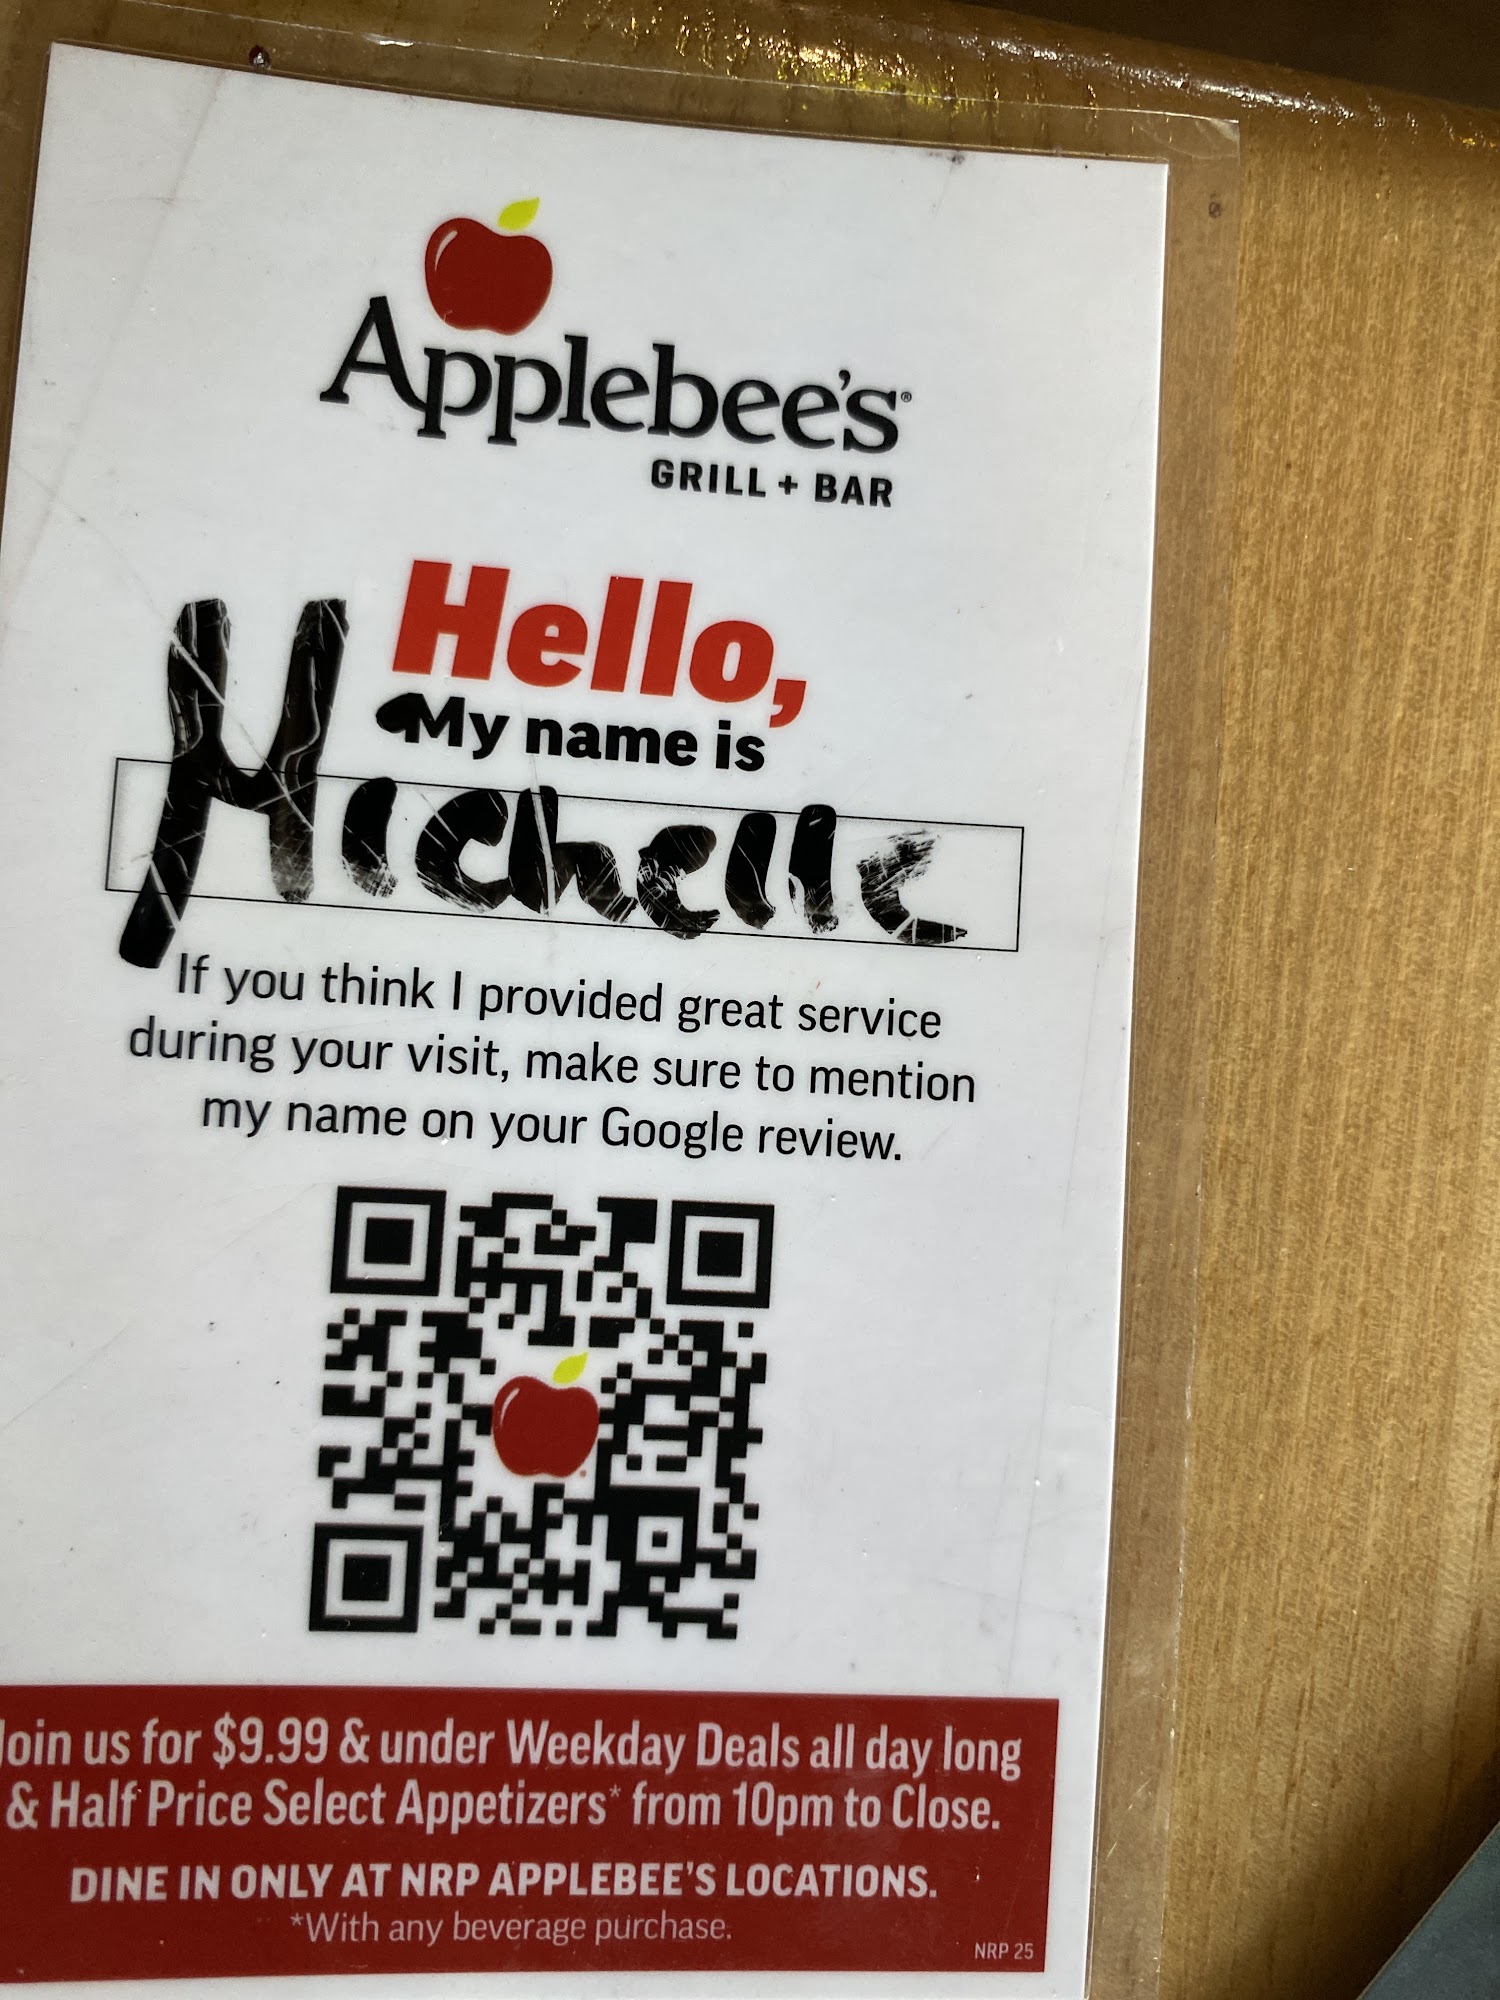 Applebee's®
GRILL + BAR
Hello,
My name is
Michelle
If you think I provided great service
during your visit, make sure to mention
my name on your Google review.
Join us for $9.99 & under Weekday Deals all day long
& Half Price Select Appetizers* from 10pm to Close.
DINE IN ONLY AT NRP APPLEBEE'S LOCATIONS.
*With any beverage purchase.
NRP 25